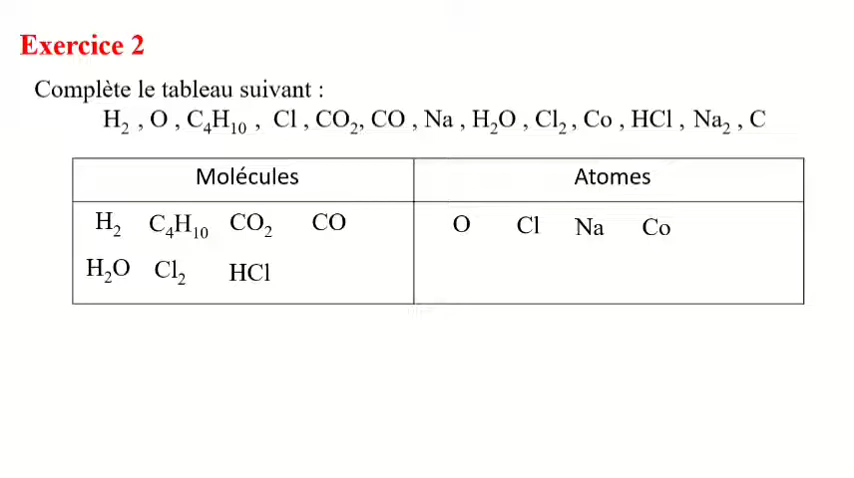 Exercice 2
Complète le tableau suivant :
H₂ , O , C₄H₁₀ , Cl , CO₂, CO , Na , H₂O , Cl₂ , Co , HCl , Na₂ , C
Molécules Atomes
H₂ C₄H₁₀ CO₂ CO O Cl Na Co
H₂O Cl₂ HCl